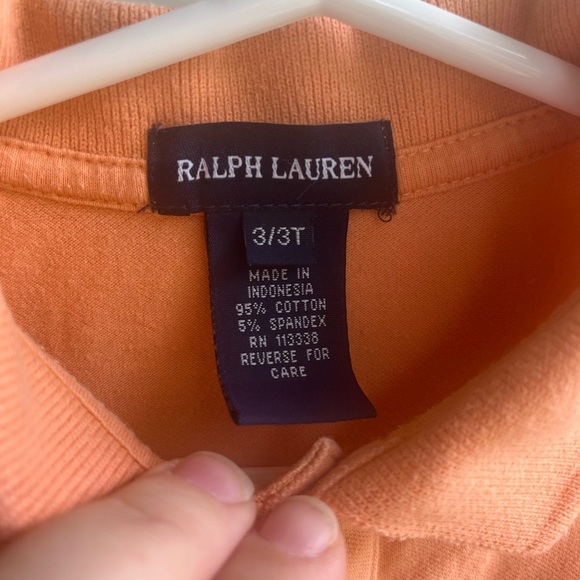 RALPH LAUREN
3/3T
MADE IN
INDONESIA
95% COTTON
5% SPANDEX
RN 113338
REVERSE FOR
CARE